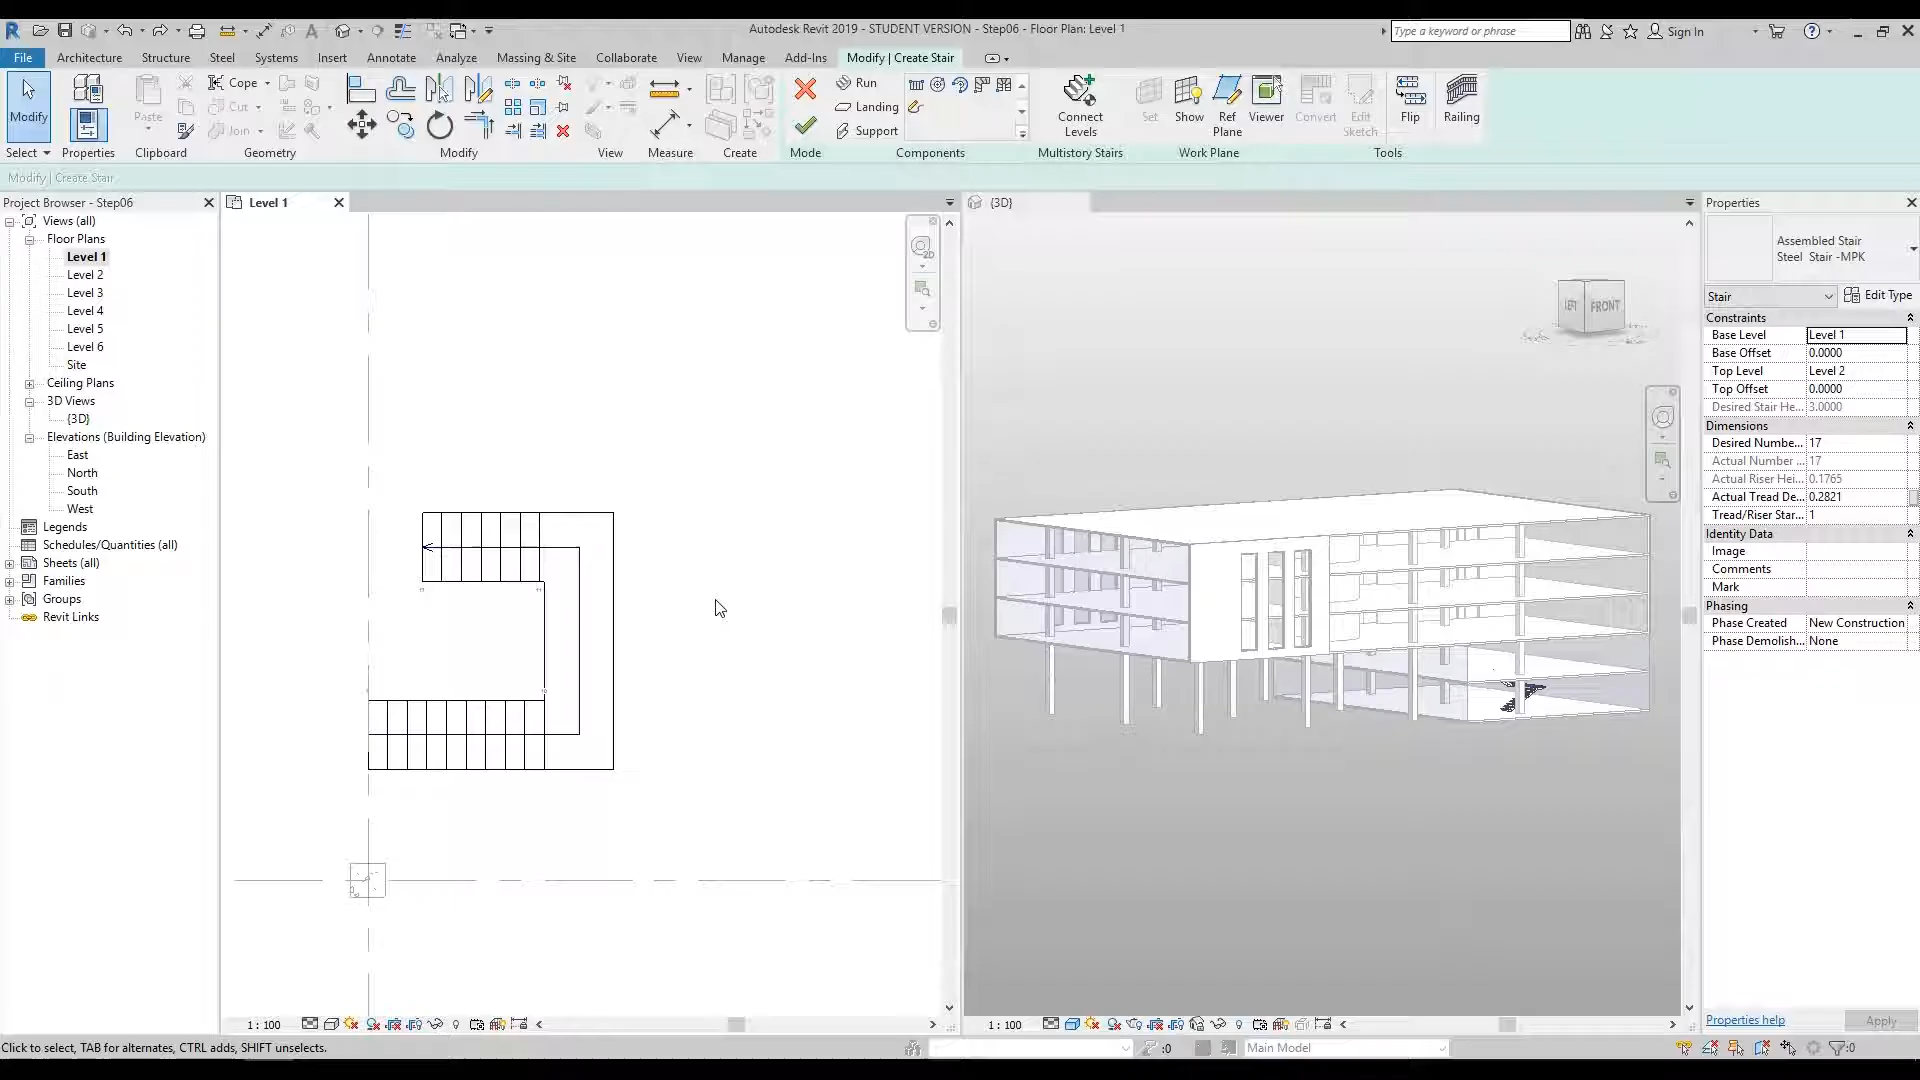 Autodesk Revit 2019 - STUDENT VERSION - Step06 - Floor Plan: Level 1
Type a keyword or phrase
Sign In
File Architecture Structure Steel Systems Insert Annotate Analyze Massing & Site Collaborate View Manage Add-Ins Modify | Create Stair
Modify
Paste
Cope
Cut
Join
Run
Landing
Support
Connect Levels
Set
Show
Ref Plane
Viewer
Convert
Edit Sketch
Flip
Railing
Select Properties Clipboard Geometry Modify View Measure Create Mode Components Multistory Stairs Work Plane Tools
Modify | Create Stair
Project Browser - Step06
Views (all)
Floor Plans
Level 1
Level 2
Level 3
Level 4
Level 5
Level 6
Site
Ceiling Plans
3D Views
{3D}
Elevations (Building Elevation)
East
North
South
West
Legends
Schedules/Quantities (all)
Sheets (all)
Families
Groups
Revit Links
Level 1
2D
1 : 100
{3D}
LEFT FRONT
1 : 100
Properties
Assembled Stair
Steel Stair -MPK
Stair
Edit Type
Constraints
Base Level Level 1
Base Offset 0.0000
Top Level Level 2
Top Offset 0.0000
Desired Stair He... 3.0000
Dimensions
Desired Numbe... 17
Actual Number ... 17
Actual Riser Hei... 0.1765
Actual Tread De... 0.2821
Tread/Riser Star... 1
Identity Data
Image
Comments
Mark
Phasing
Phase Created New Construction
Phase Demolish... None
Properties help
Apply
Click to select, TAB for alternates, CTRL adds, SHIFT unselects.
:0
Main Model
:0